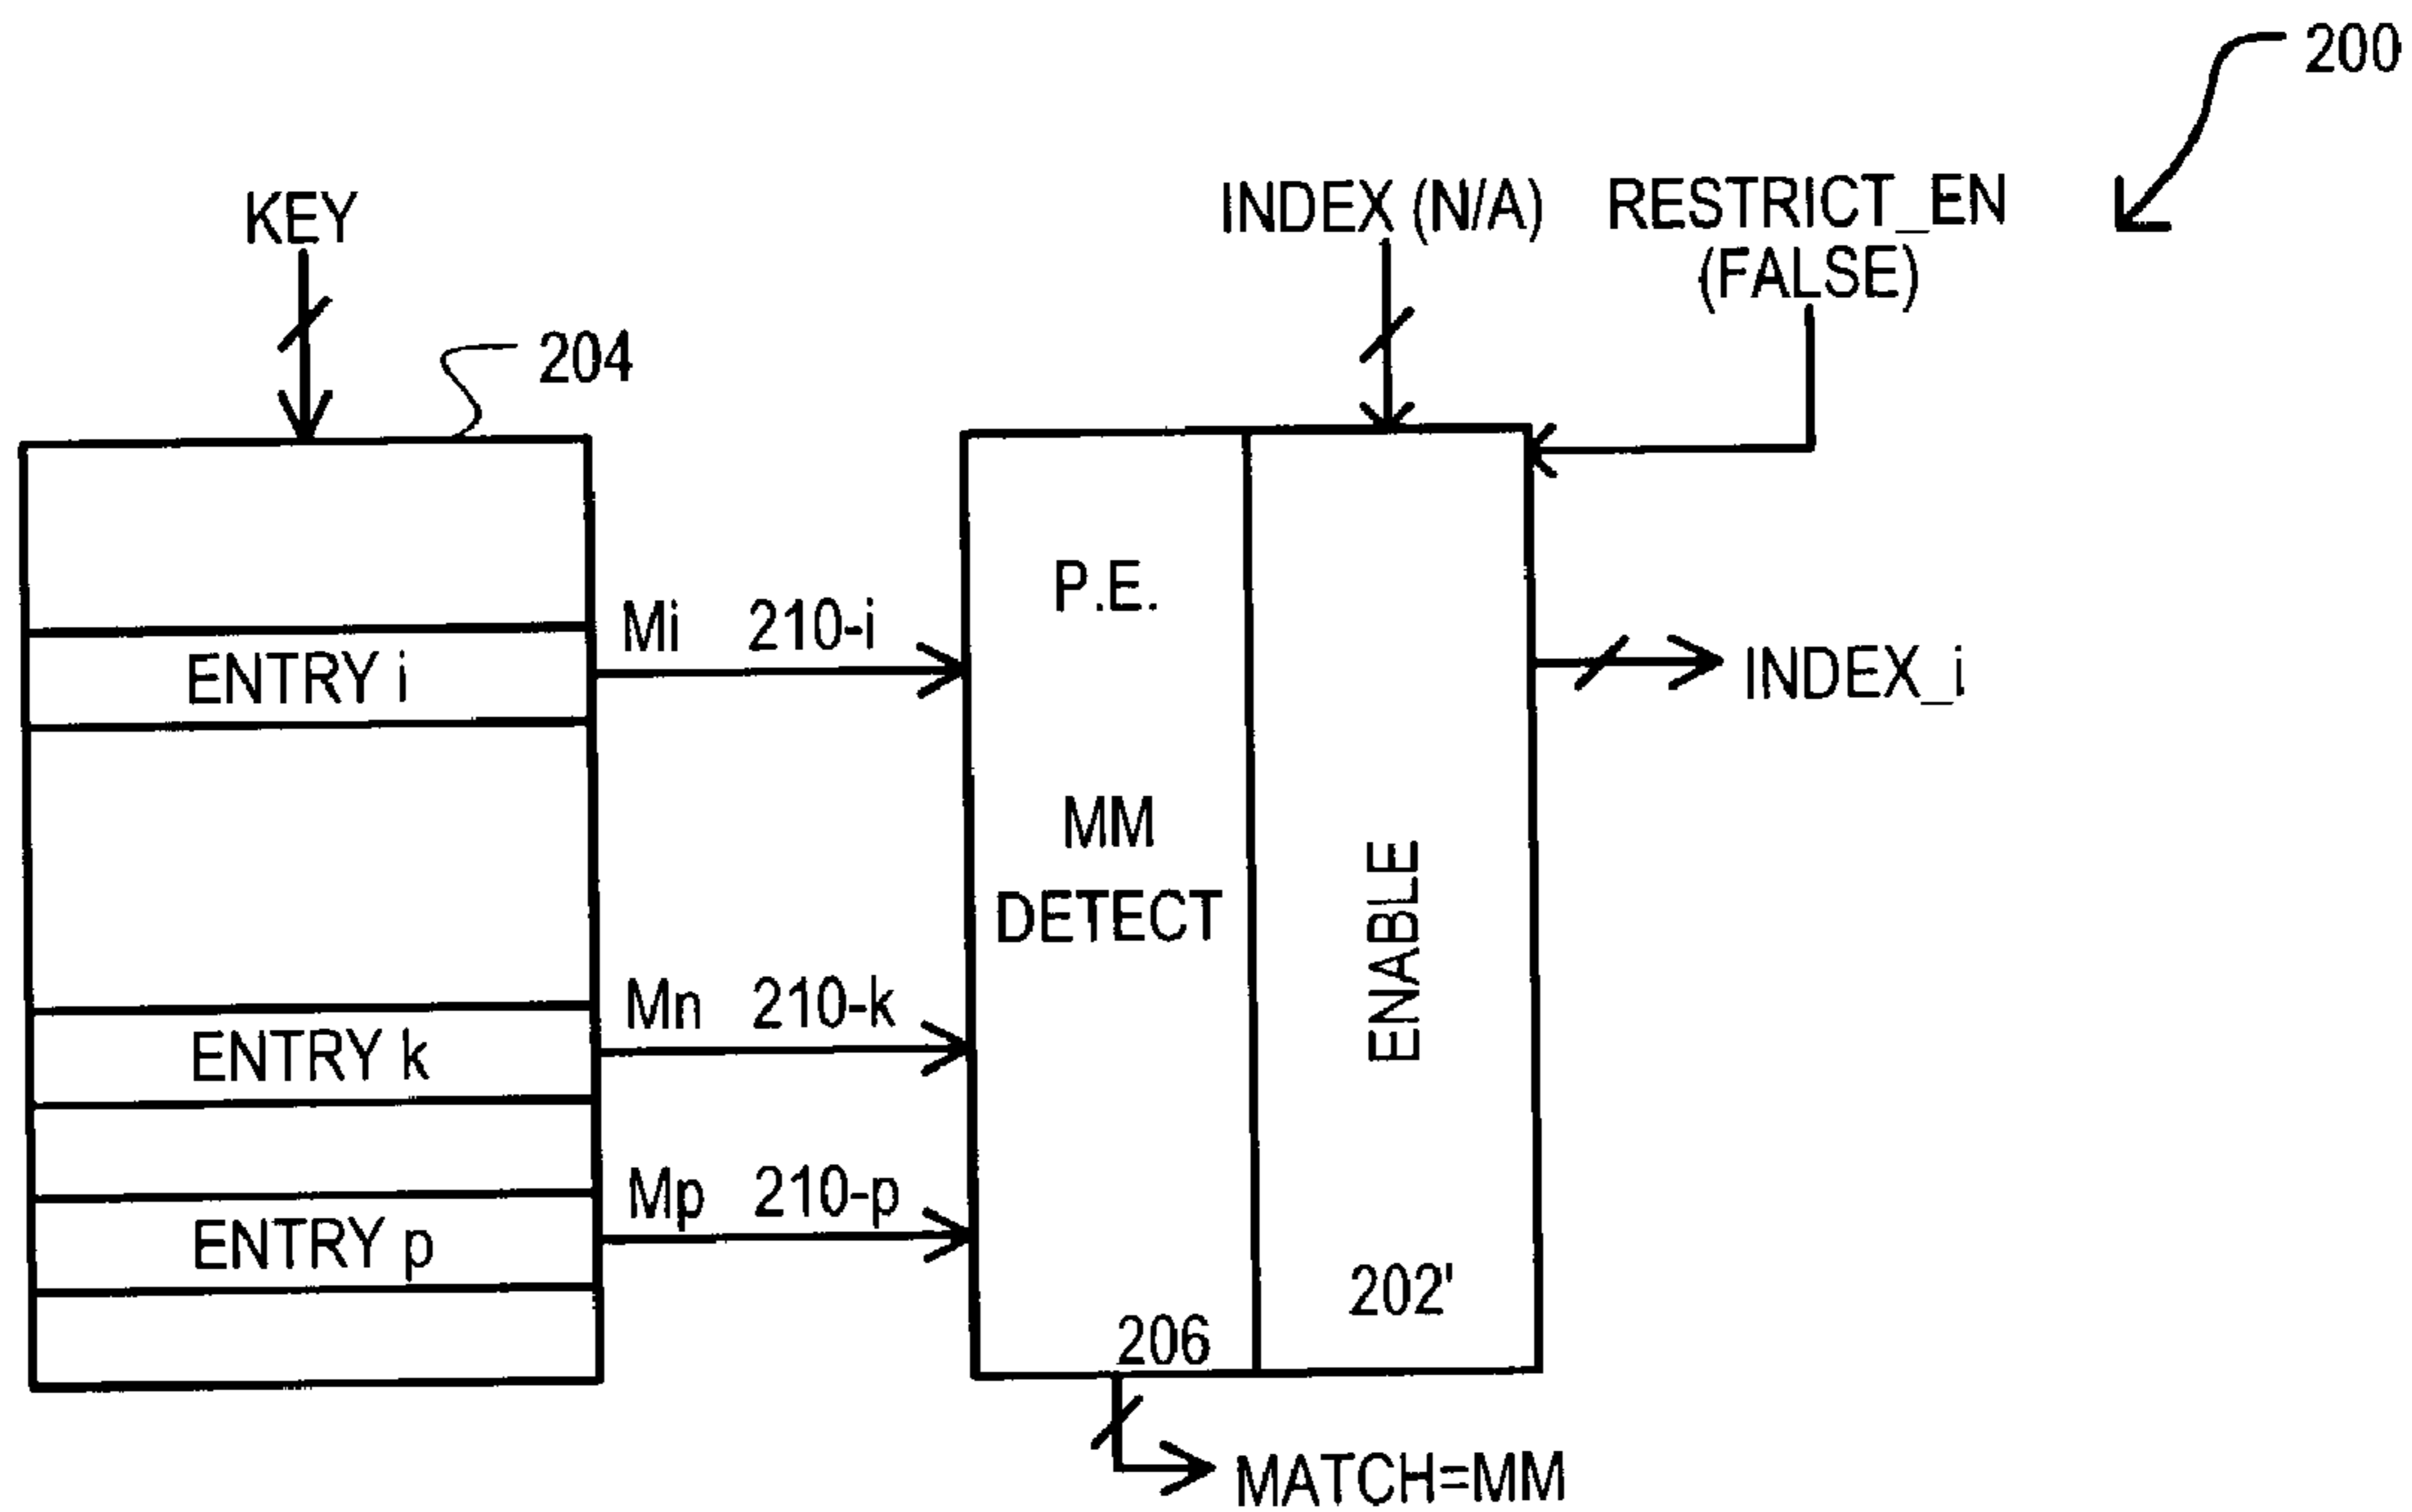 200
KEY
INDEX (N/A)
RESTRICT_EN
(FALSE)
204
P.E.
Mi 210-i
ENTRY i
INDEX_i
MM
DETECT
ENABLE
Mn 210-k
ENTRY k
Mp 210-p
ENTRY p
202'
206
MATCH=MM